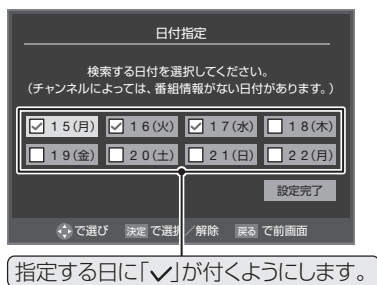 日付指定
検索する日付を選択してください。
(チャンネルによっては、番組情報がない日付があります。)
15(月) 16(火) 17(水) 18(木)
19(金) 20(土) 21(日) 22(月)
設定完了
で選び 決定 で選択/解除 戻る で前画面
指定する日に「✓」が付くようにします。